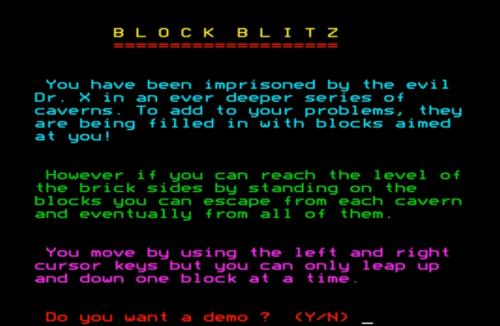 BLOCK BLITZ
====================
You have been imprisoned by the evil
Dr. X in an ever deeper series of
caverns. To add to your problems, they
are being filled in with blocks aimed
at you!
However if you can reach the level of
the brick sides by standing on the
blocks you can escape from each cavern
and eventually from all of them.
You move by using the left and right
cursor keys but you can only leap up
and down one block at a time.
Do you want a demo ? (Y/N) _